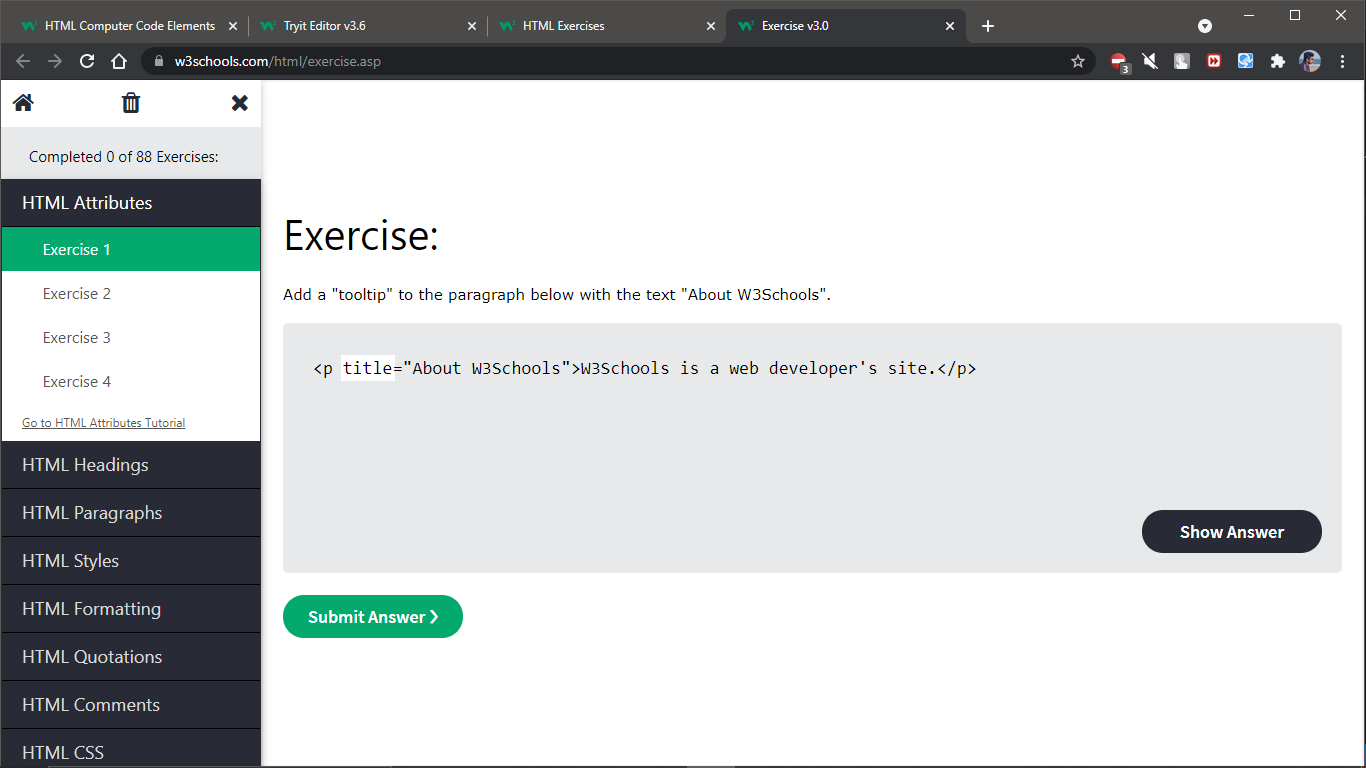 HTML Computer Code Elements
Tryit Editor v3.6
HTML Exercises
Exercise v3.0
w3schools.com/html/exercise.asp
3
Completed 0 of 88 Exercises:
HTML Attributes
Exercise 1
Exercise 2
Exercise 3
Exercise 4
Go to HTML Attributes Tutorial
HTML Headings
HTML Paragraphs
HTML Styles
HTML Formatting
HTML Quotations
HTML Comments
HTML CSS
Exercise:
Add a "tooltip" to the paragraph below with the text "About W3Schools".
<p title="About W3Schools">W3Schools is a web developer's site.</p>
Show Answer
Submit Answer ❯